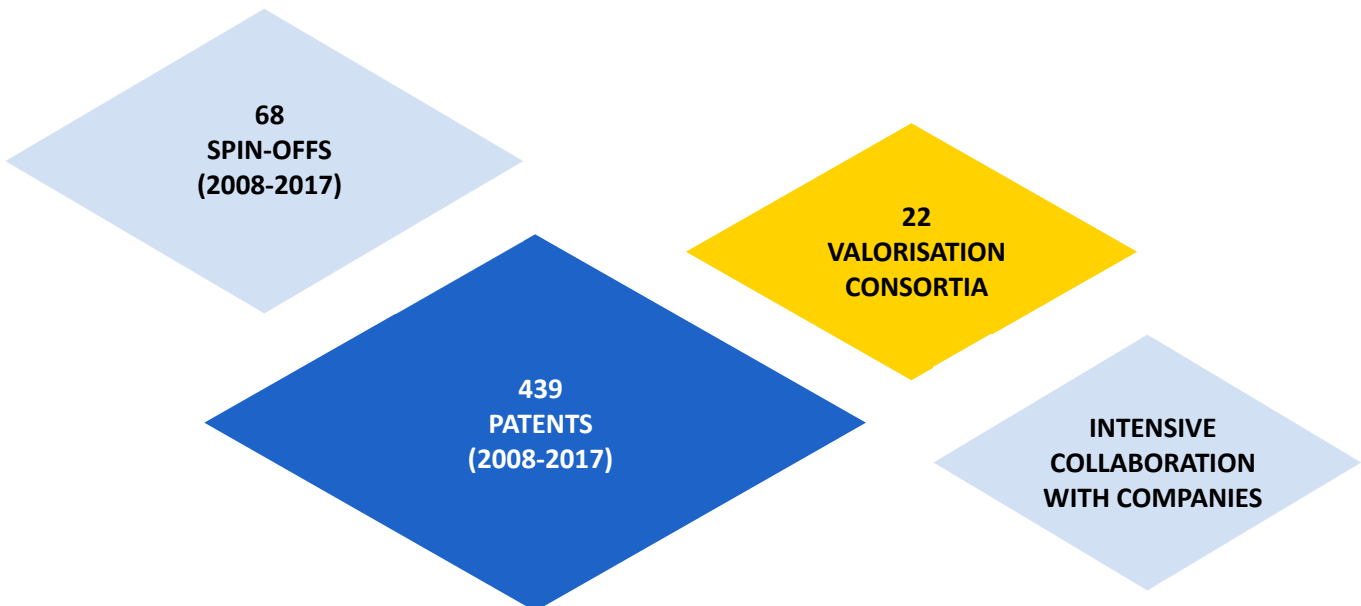 68
SPIN-OFFS
(2008-2017)
22
VALORISATION
CONSORTIA
439
PATENTS
(2008-2017)
INTENSIVE
COLLABORATION
WITH COMPANIES